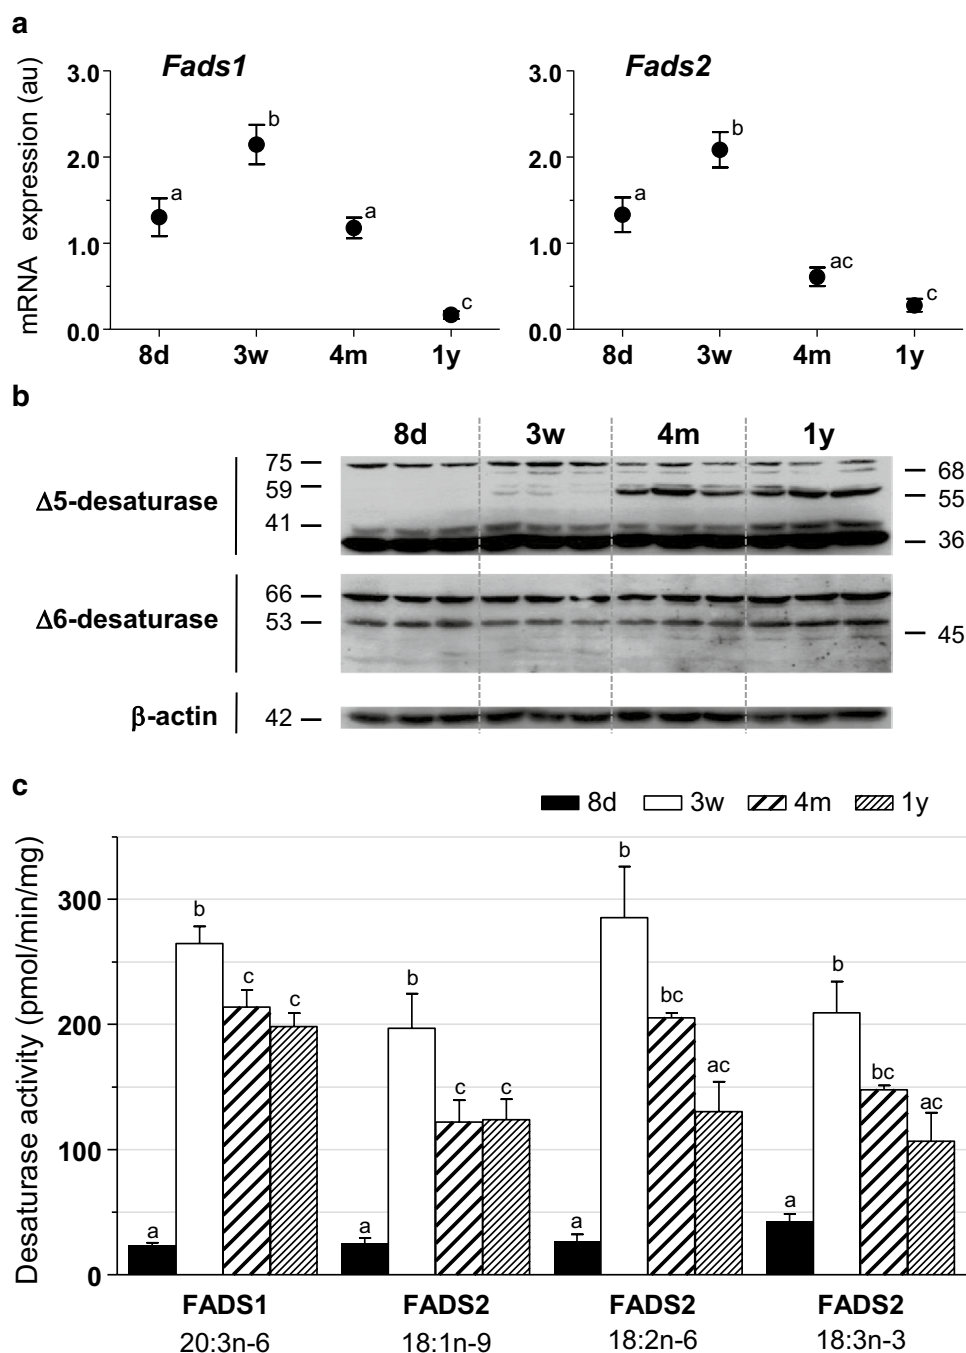 a
Fads1
Fads2
mRNA expression (au)
3.0
2.0
1.0
0.0
a
b
a
c
8d 3w 4m 1y
3.0
2.0
1.0
0.0
a
b
ac
c
8d 3w 4m 1y
b
8d 3w 4m 1y
Δ5-desaturase
75
59
41
68
55
36
Δ6-desaturase
66
53
45
β-actin
42
c
8d 3w 4m 1y
Desaturase activity (pmol/min/mg)
300
200
100
0
a b c c
a b c c
a b bc ac
a b bc ac
FADS1 FADS2 FADS2 FADS2
20:3n-6 18:1n-9 18:2n-6 18:3n-3